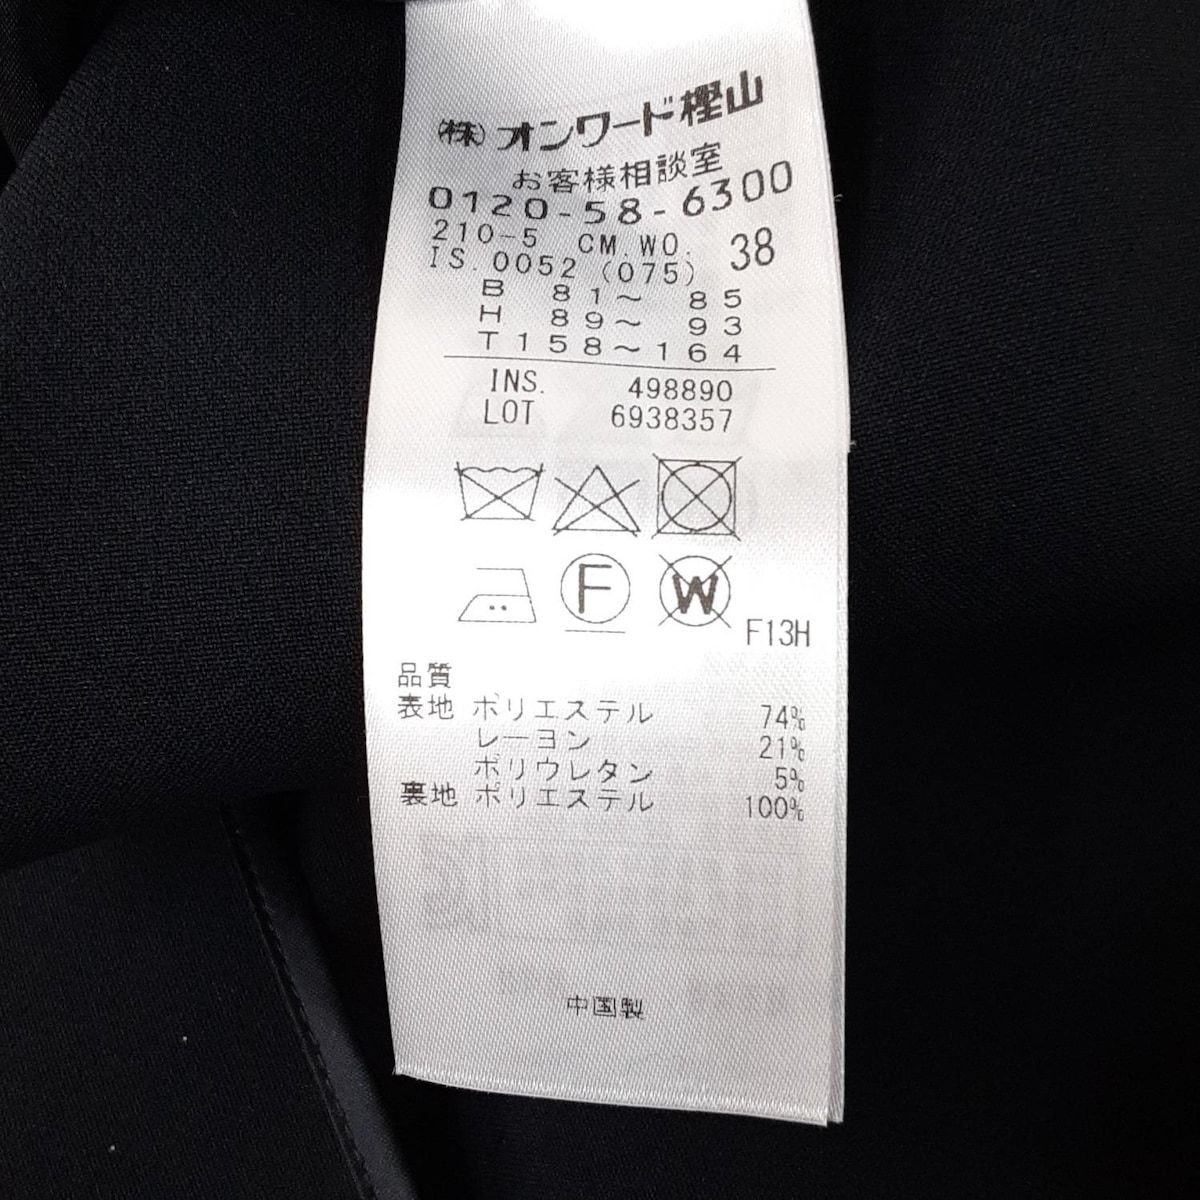 (株)オンワード樫山
お客様相談室
0120-58-6300
210-5 CM.WO. 38
IS.0052 (075)
B 81～ 85
H 89～ 93
T158～164
INS. 498890
LOT 6938357
F
W
F13H
品質
表地 ポリエステル 74%
レーヨン 21%
ポリウレタン 5%
裏地 ポリエステル 100%
中国製